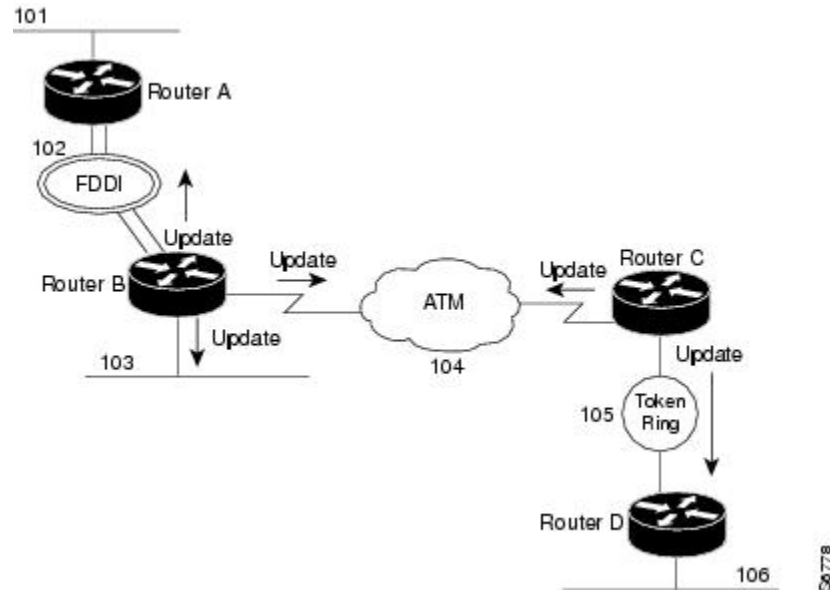 101
Router A
102
FDDI
Update
Router B
Update
Update
103
ATM
104
Update
Router C
Update
105
Token
Ring
Router D
106
S6778